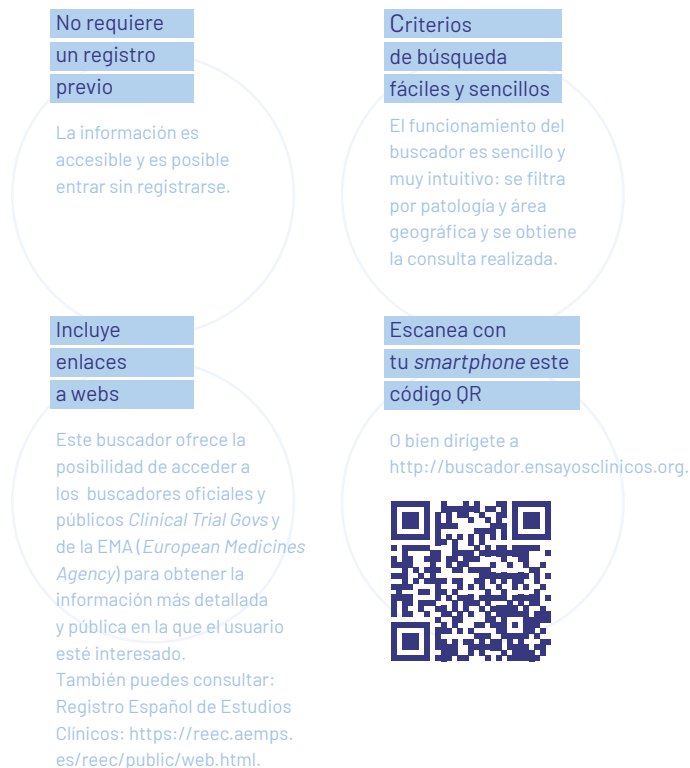 No requiere
un registro
previo
La información es
accesible y es posible
entrar sin registrarse.
Criterios
de búsqueda
fáciles y sencillos
El funcionamiento del
buscador es sencillo y
muy intuitivo: se filtra
por patología y área
geográfica y se obtiene
la consulta realizada.
Incluye
enlaces
a webs
Este buscador ofrece la
posibilidad de acceder a
los buscadores oficiales y
públicos Clinical Trial Govs y
de la EMA (European Medicines
Agency) para obtener la
información más detallada
y pública en la que el usuario
esté interesado.
También puedes consultar:
Registro Español de Estudios
Clínicos: https://reec.aemps.
es/reec/public/web.html.
Escanea con
tu smartphone este
código QR
O bien dirígete a
http://buscador.ensayosclinicos.org.